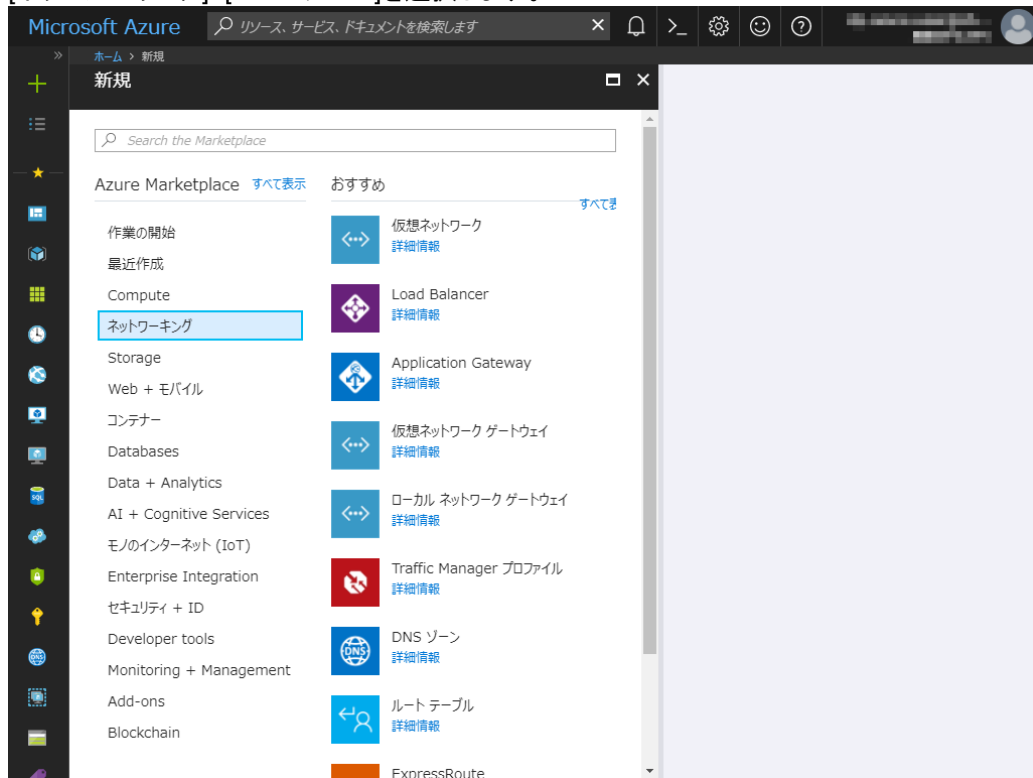 Microsoft Azure
リソース、サービス、ドキュメントを検索します
ホーム > 新規
新規
Search the Marketplace
Azure Marketplace すべて表示
作業の開始
最近作成
Compute
ネットワーキング
Storage
Web + モバイル
コンテナー
Databases
Data + Analytics
AI + Cognitive Services
モノのインターネット (IoT)
Enterprise Integration
セキュリティ + ID
Developer tools
Monitoring + Management
Add-ons
Blockchain
おすすめ
すべて表
仮想ネットワーク
詳細情報
Load Balancer
詳細情報
Application Gateway
詳細情報
仮想ネットワーク ゲートウェイ
詳細情報
ローカル ネットワーク ゲートウェイ
詳細情報
Traffic Manager プロファイル
詳細情報
DNS
DNS ゾーン
詳細情報
ルート テーブル
詳細情報
ExpressRoute
SQL
DNS